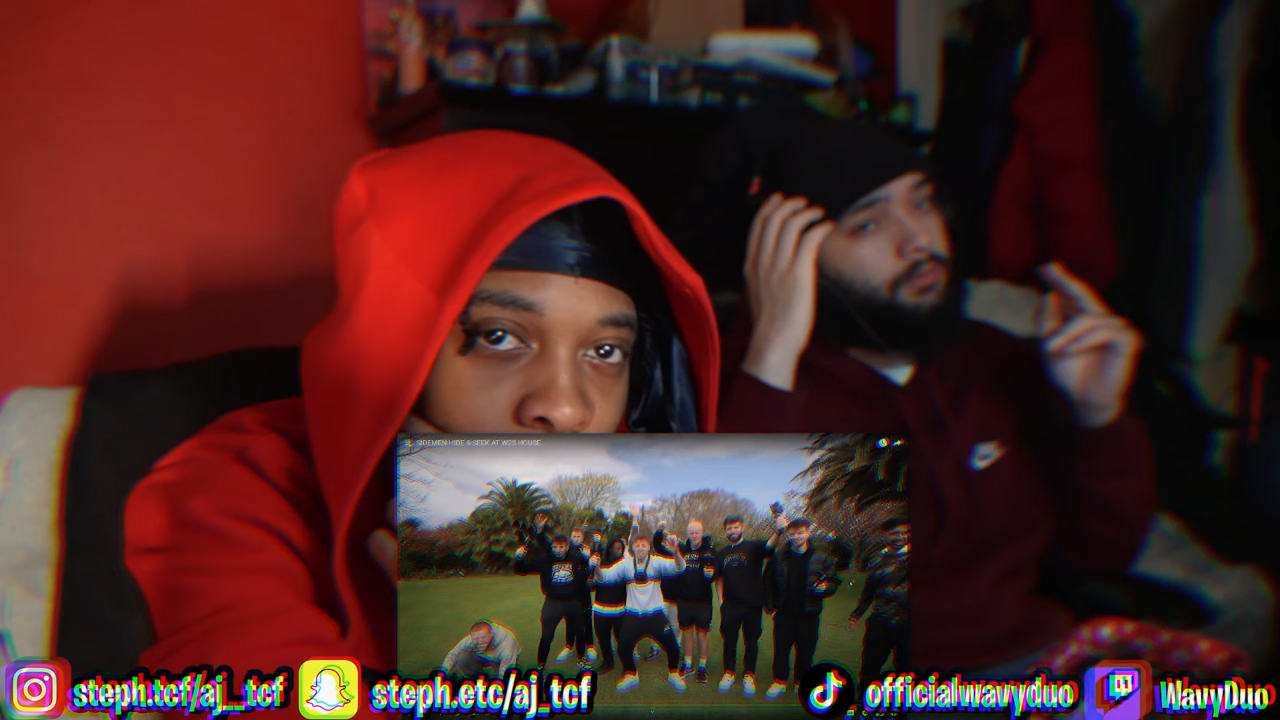 SIDEMEN HIDE & SEEK AT W2S HOUSE
steph.tcf/aj_tcf
steph.etc/aj_tcf
officialwavyduo
WavyDuo